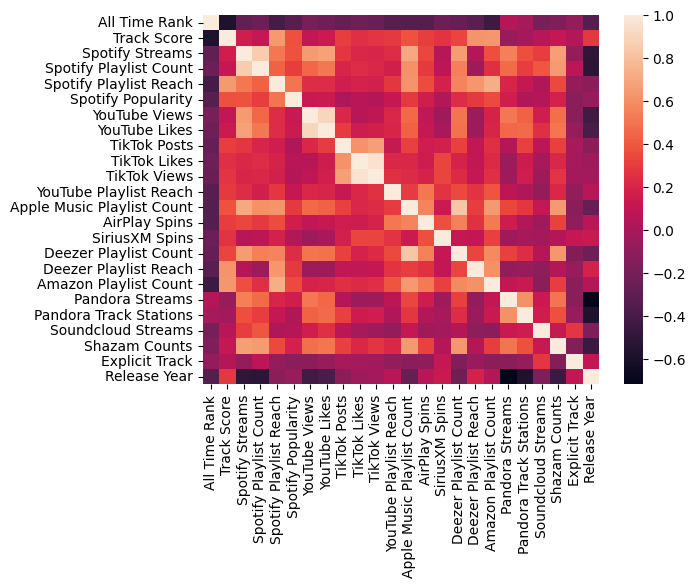 All Time Rank
Track Score
Spotify Streams
Spotify Playlist Count
Spotify Playlist Reach
Spotify Popularity
YouTube Views
YouTube Likes
TikTok Posts
TikTok Likes
TikTok Views
YouTube Playlist Reach
Apple Music Playlist Count
AirPlay Spins
SiriusXM Spins
Deezer Playlist Count
Deezer Playlist Reach
Amazon Playlist Count
Pandora Streams
Pandora Track Stations
Soundcloud Streams
Shazam Counts
Explicit Track
Release Year
All Time Rank
Track Score
Spotify Streams
Spotify Playlist Count
Spotify Playlist Reach
Spotify Popularity
YouTube Views
YouTube Likes
TikTok Posts
TikTok Likes
TikTok Views
YouTube Playlist Reach
Apple Music Playlist Count
AirPlay Spins
SiriusXM Spins
Deezer Playlist Count
Deezer Playlist Reach
Amazon Playlist Count
Pandora Streams
Pandora Track Stations
Soundcloud Streams
Shazam Counts
Explicit Track
Release Year
1.0
0.8
0.6
0.4
0.2
0.0
−0.2
−0.4
−0.6